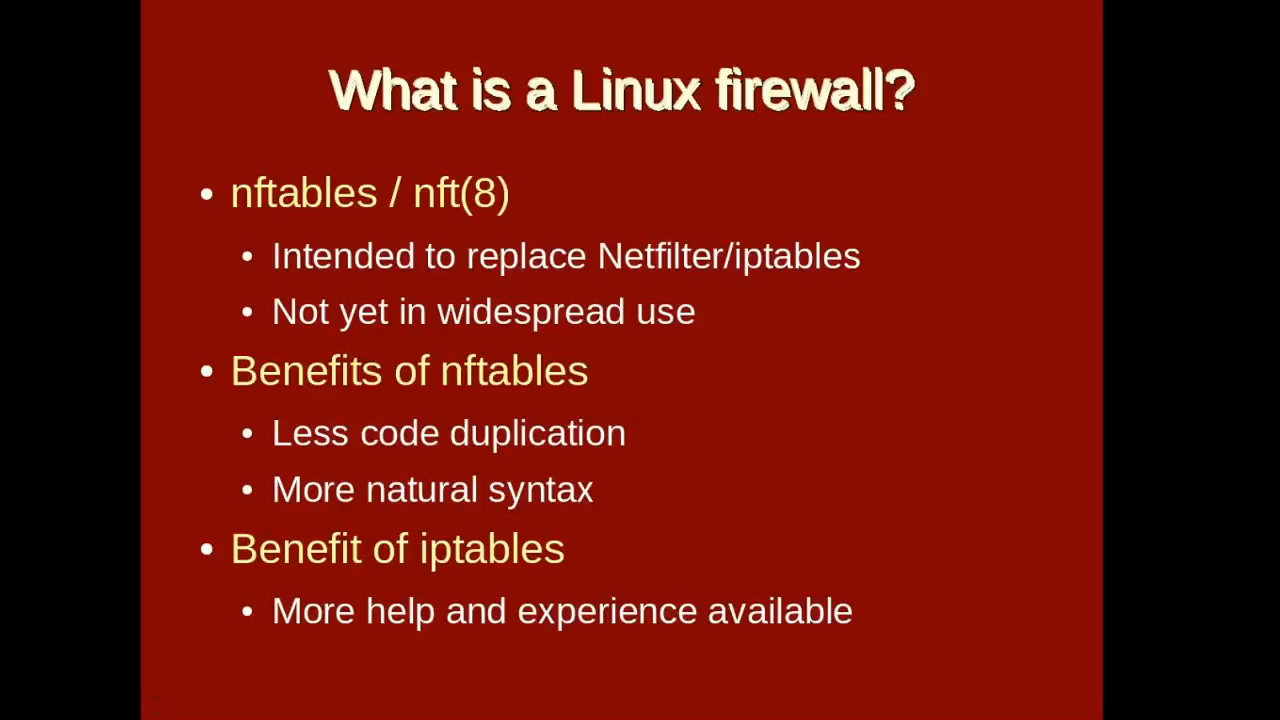 What is a Linux firewall?
• nftables / nft(8)
• Intended to replace Netfilter/iptables
• Not yet in widespread use
• Benefits of nftables
• Less code duplication
• More natural syntax
• Benefit of iptables
• More help and experience available